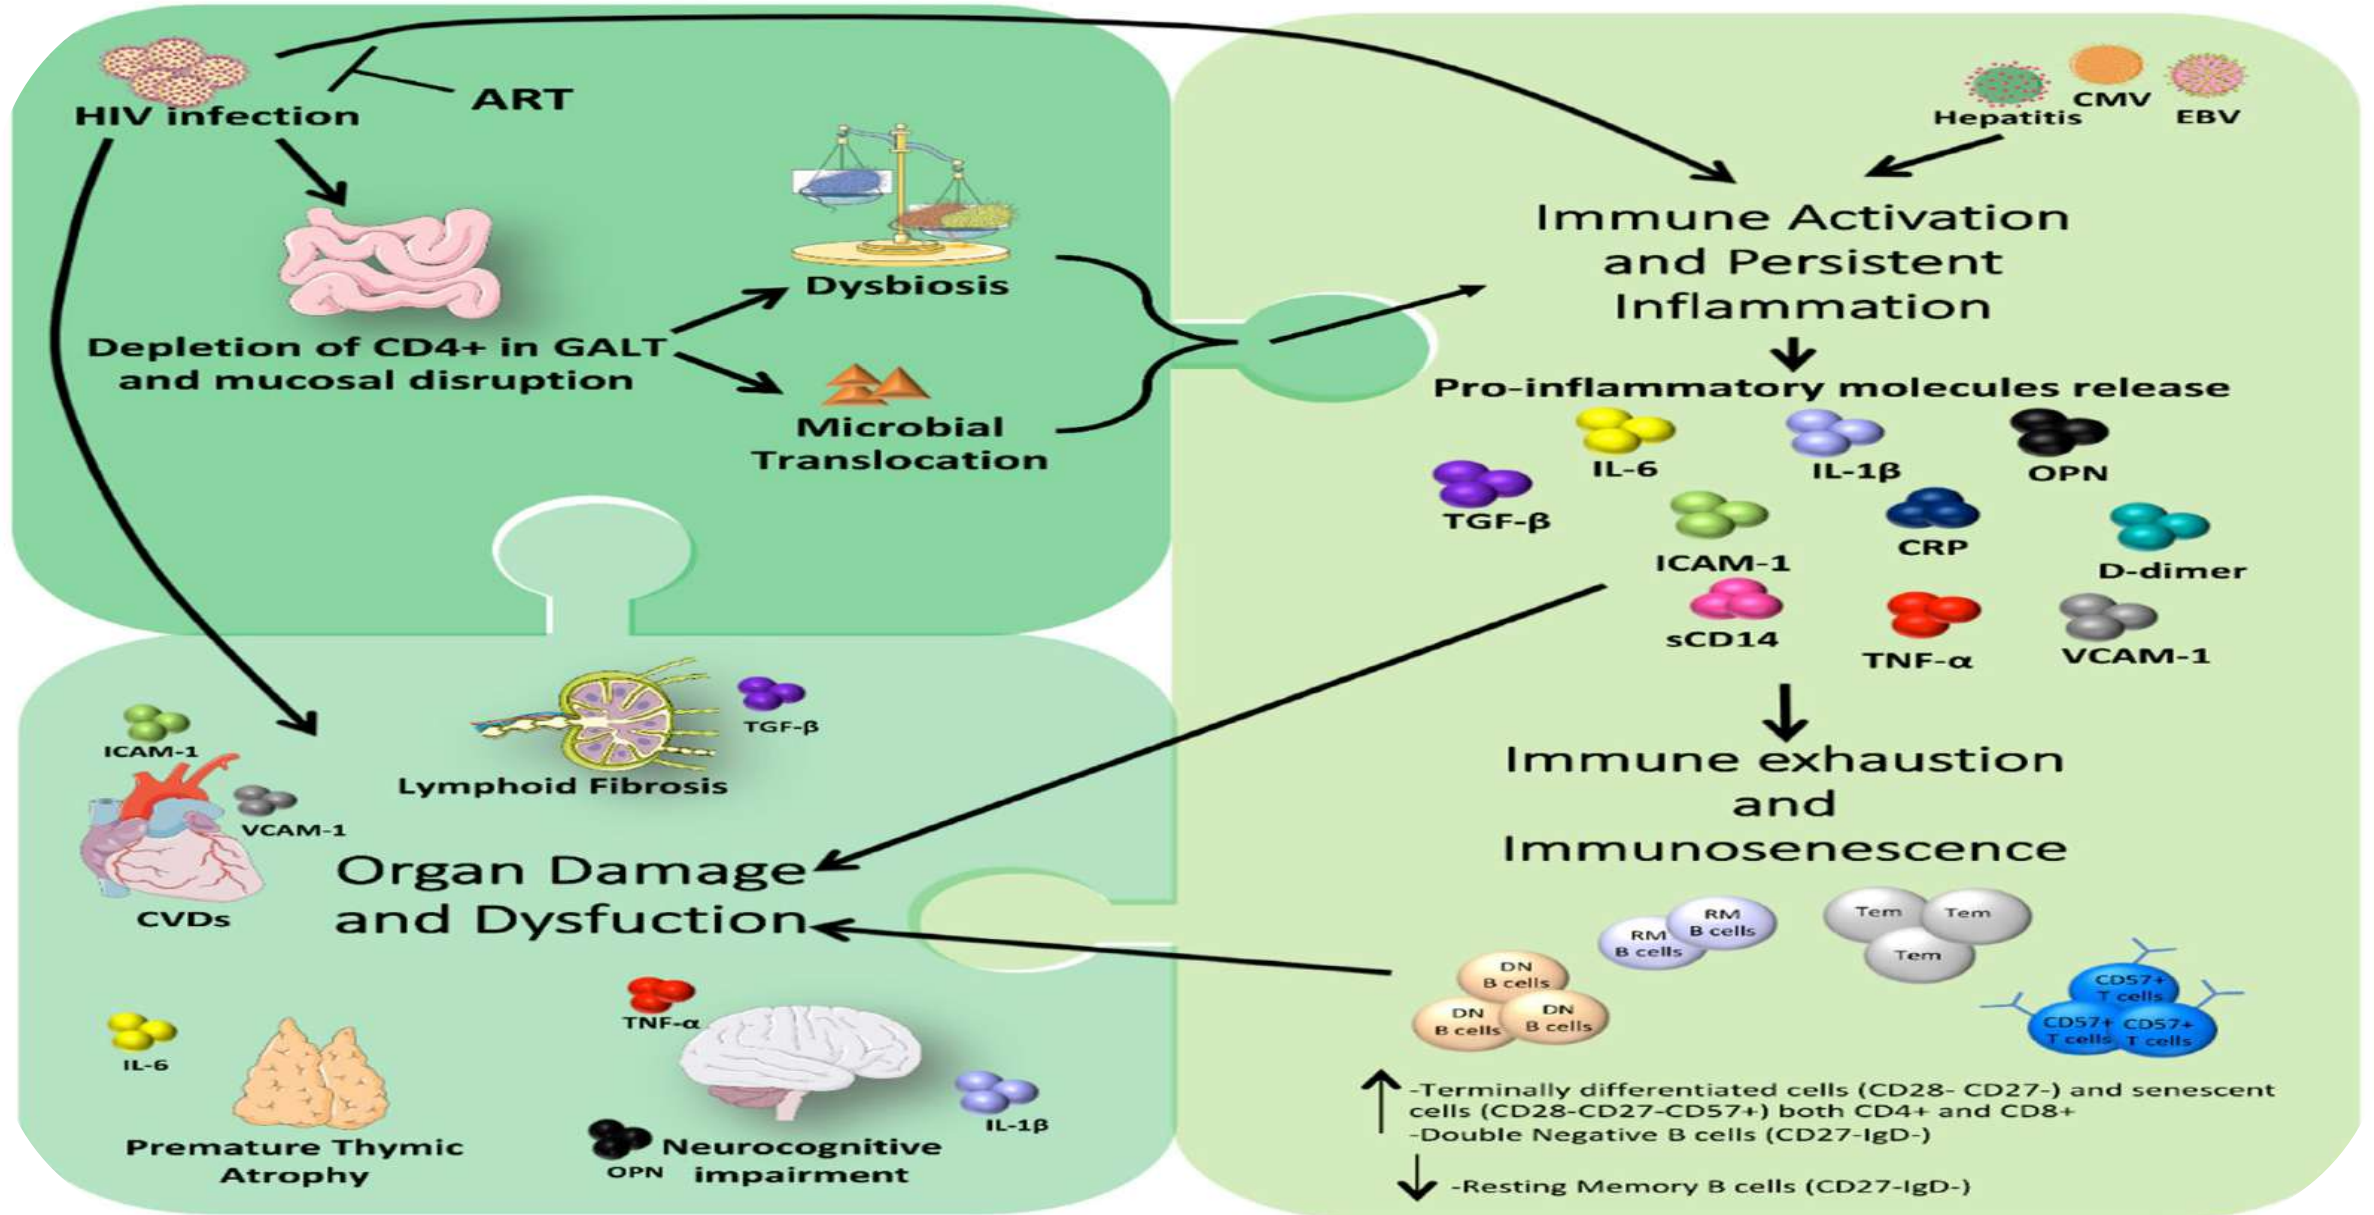 HIV infection
ART
Depletion of CD4+ in GALT
and mucosal disruption
Dysbiosis
Microbial
Translocation
Hepatitis
CMV
EBV
Immune Activation
and Persistent
Inflammation
Pro-inflammatory molecules release
IL-6
IL-1β
OPN
TGF-β
ICAM-1
CRP
D-dimer
sCD14
TNF-α
VCAM-1
Immune exhaustion
and
Immunosenescence
RM
B cells
RM
B cells
Tem
Tem
Tem
DN
B cells
DN
B cells
DN
B cells
CD57+
T cells
CD57+
T cells
CD57+
T cells
-Terminally differentiated cells (CD28- CD27-) and senescent
cells (CD28-CD27-CD57+) both CD4+ and CD8+
-Double Negative B cells (CD27-IgD-)
-Resting Memory B cells (CD27-IgD-)
ICAM-1
VCAM-1
CVDs
Lymphoid Fibrosis
TGF-β
Organ Damage
and Dysfuction
IL-6
Premature Thymic
Atrophy
TNF-α
IL-1β
OPN
Neurocognitive
impairment